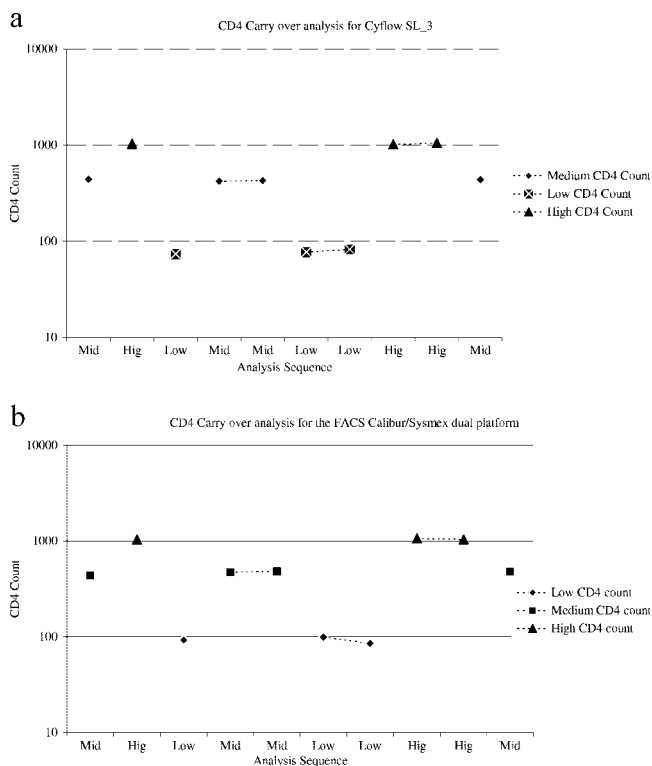 a
CD4 Carry over analysis for Cyflow SL_3
10000
1000
100
10
CD4 Count
Mid Hig Low Mid Mid Low Low Hig Hig Mid
Analysis Sequence
Medium CD4 Count
Low CD4 Count
High CD4 Count
b
CD4 Carry over analysis for the FACS Calibur/Sysmex dual platform
10000
1000
100
10
CD4 Count
Mid Hig Low Mid Mid Low Low Hig Hig Mid
Analysis Sequence
Low CD4 count
Medium CD4 count
High CD4 count